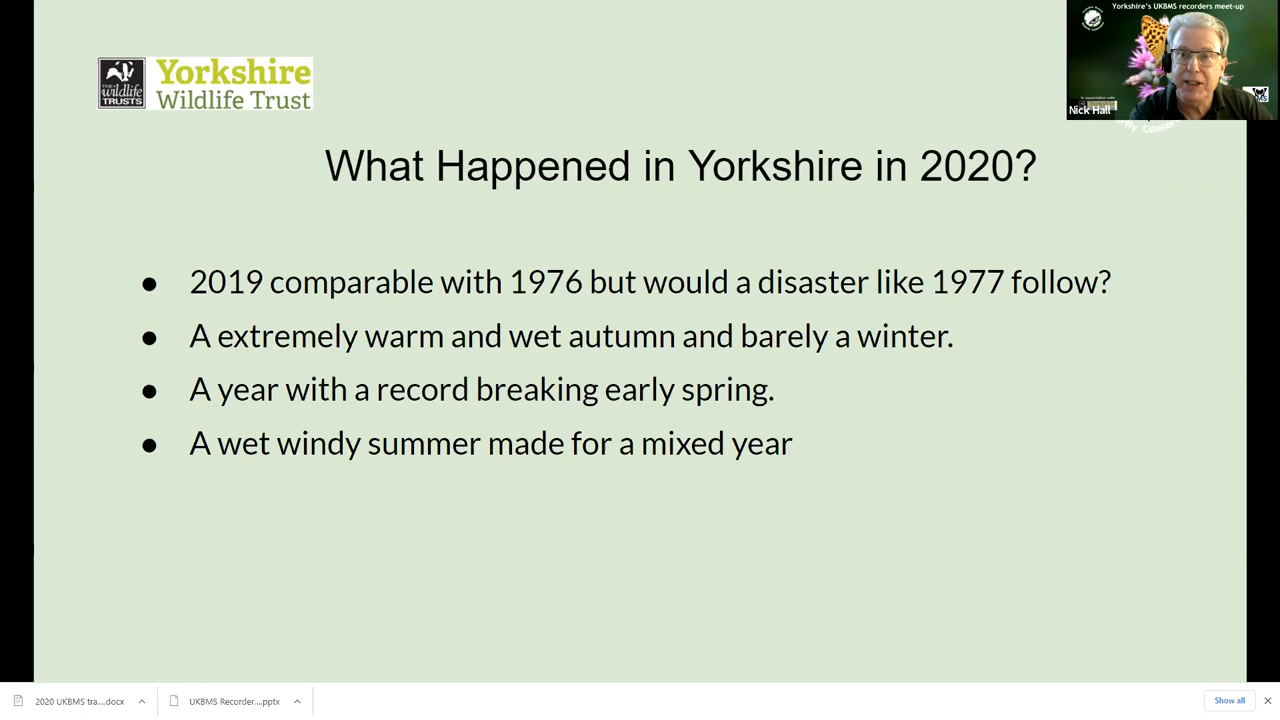 Yorkshire's UKBMS recorders meet-up
THE
wildlife
TRUSTS
Yorkshire
Wildlife Trust
Nick Hall
What Happened in Yorkshire in 2020?
● 2019 comparable with 1976 but would a disaster like 1977 follow?
● A extremely warm and wet autumn and barely a winter.
● A year with a record breaking early spring.
● A wet windy summer made for a mixed year
2020 UKBMS tra....docx
UKBMS Recorder....pptx
Show all